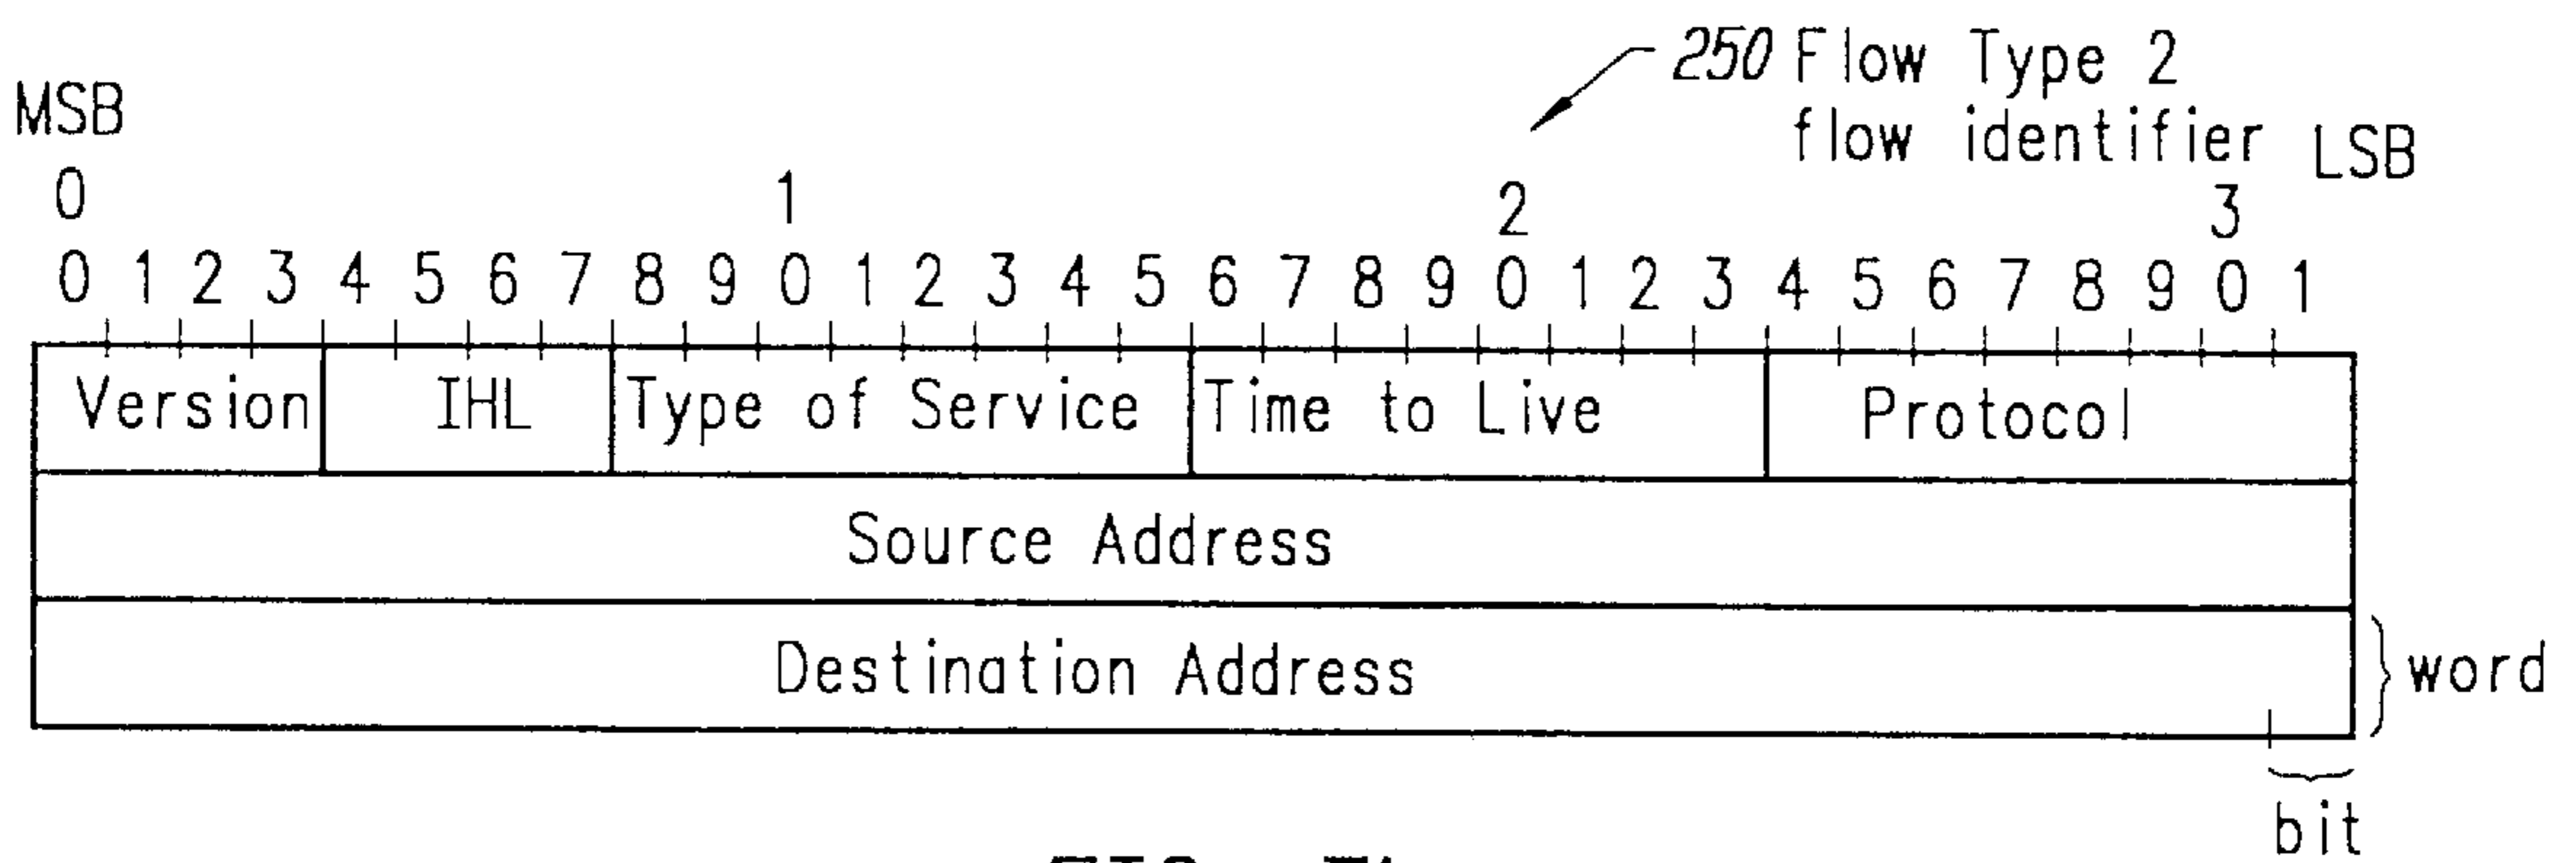 250 Flow Type 2
flow identifier
MSB LSB
0 1 2 3
0 1 2 3 4 5 6 7 8 9 0 1 2 3 4 5 6 7 8 9 0 1 2 3 4 5 6 7 8 9 0 1
Version IHL Type of Service Time to Live Protocol
Source Address
Destination Address
word
bit